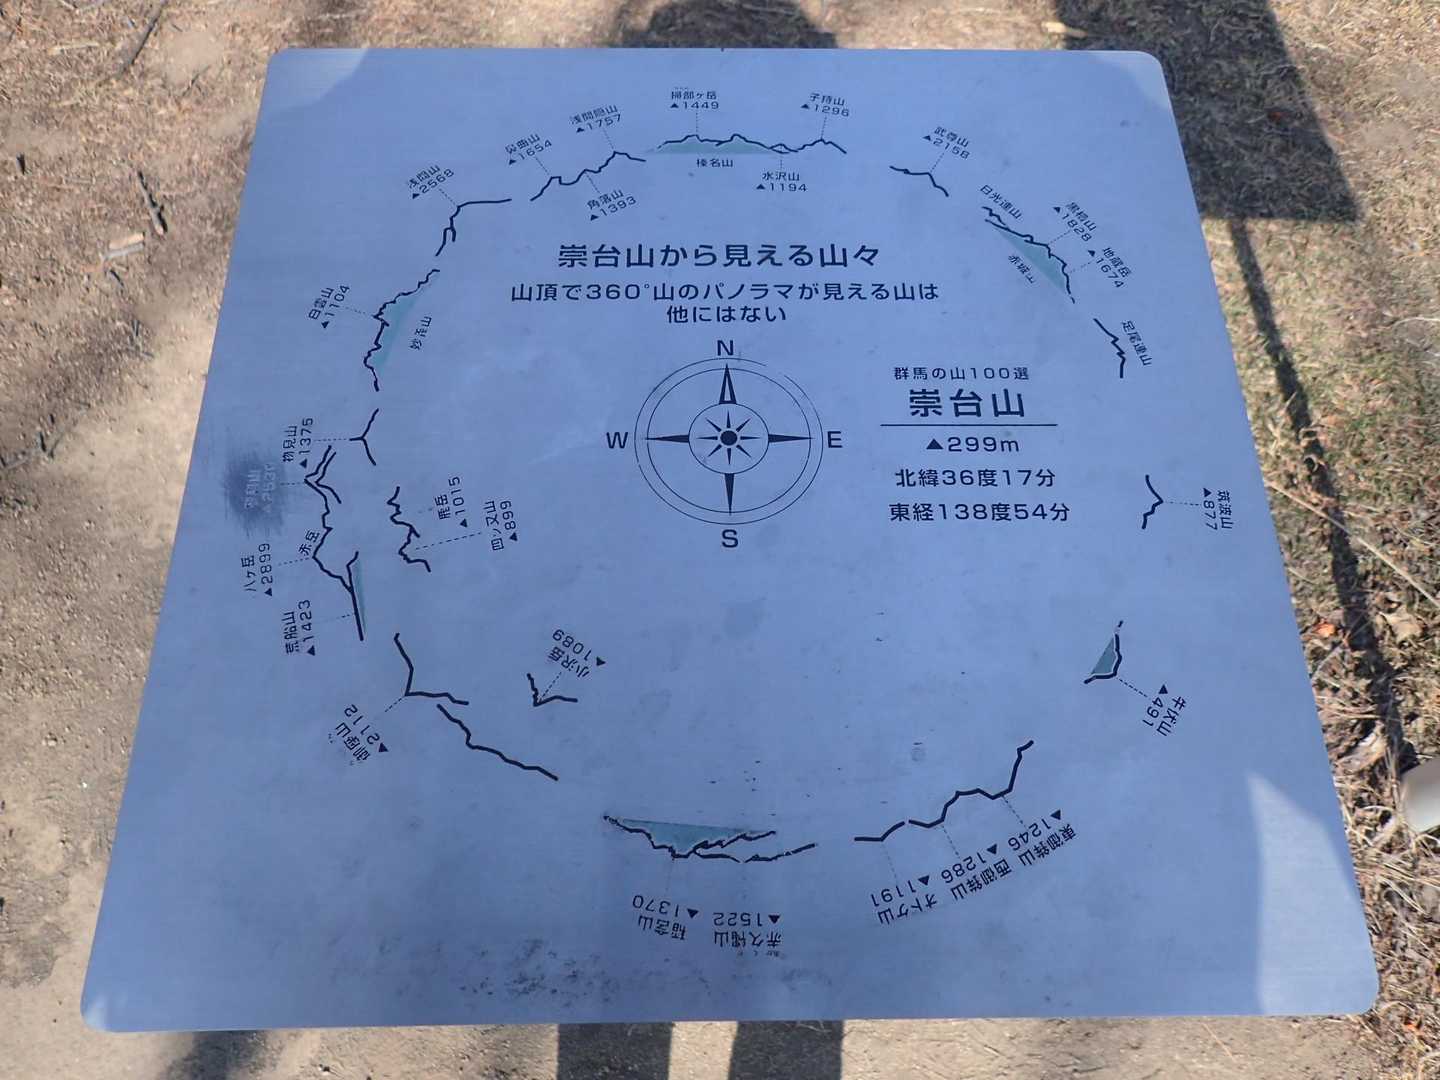 掃部ヶ岳
▲1449
子持山
▲1296
浅間隠山
▲1757
武尊山
▲2158
▲1654
榛名山
浅間山
▲2568
水沢山
▲1194
角落山
▲1393
日光連山
黒檜山
▲1828
地蔵岳
▲1674
赤城山
崇台山から見える山々
山頂で360°山のパノラマが見える山は
他にはない
白雲山
▲1104
妙義山
足尾連山
N
W
E
S
群馬の山100選
崇台山
▲299m
北緯36度17分
東経138度54分
物見山
▲1375
鹿岳
▲1015
四ッ又山
▲899
筑波山
▲877
赤岳
八ヶ岳
▲2899
荒船山
▲1423
小沢岳
▲1089
御座山
▲2112
牛伏山
▲491
東御荷鉾山
▲1246
西御荷鉾山
▲1286
オドケ山
▲1191
稲含山
▲1370
赤久縄山
▲1522